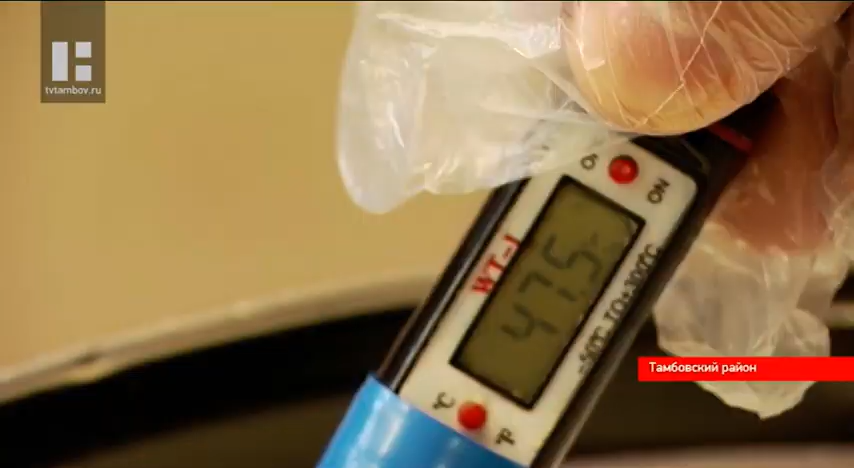 tvtambov.ru
ON
WT-1
47.5
-50°C TO+300°C
°C
°F
Тамбовский район